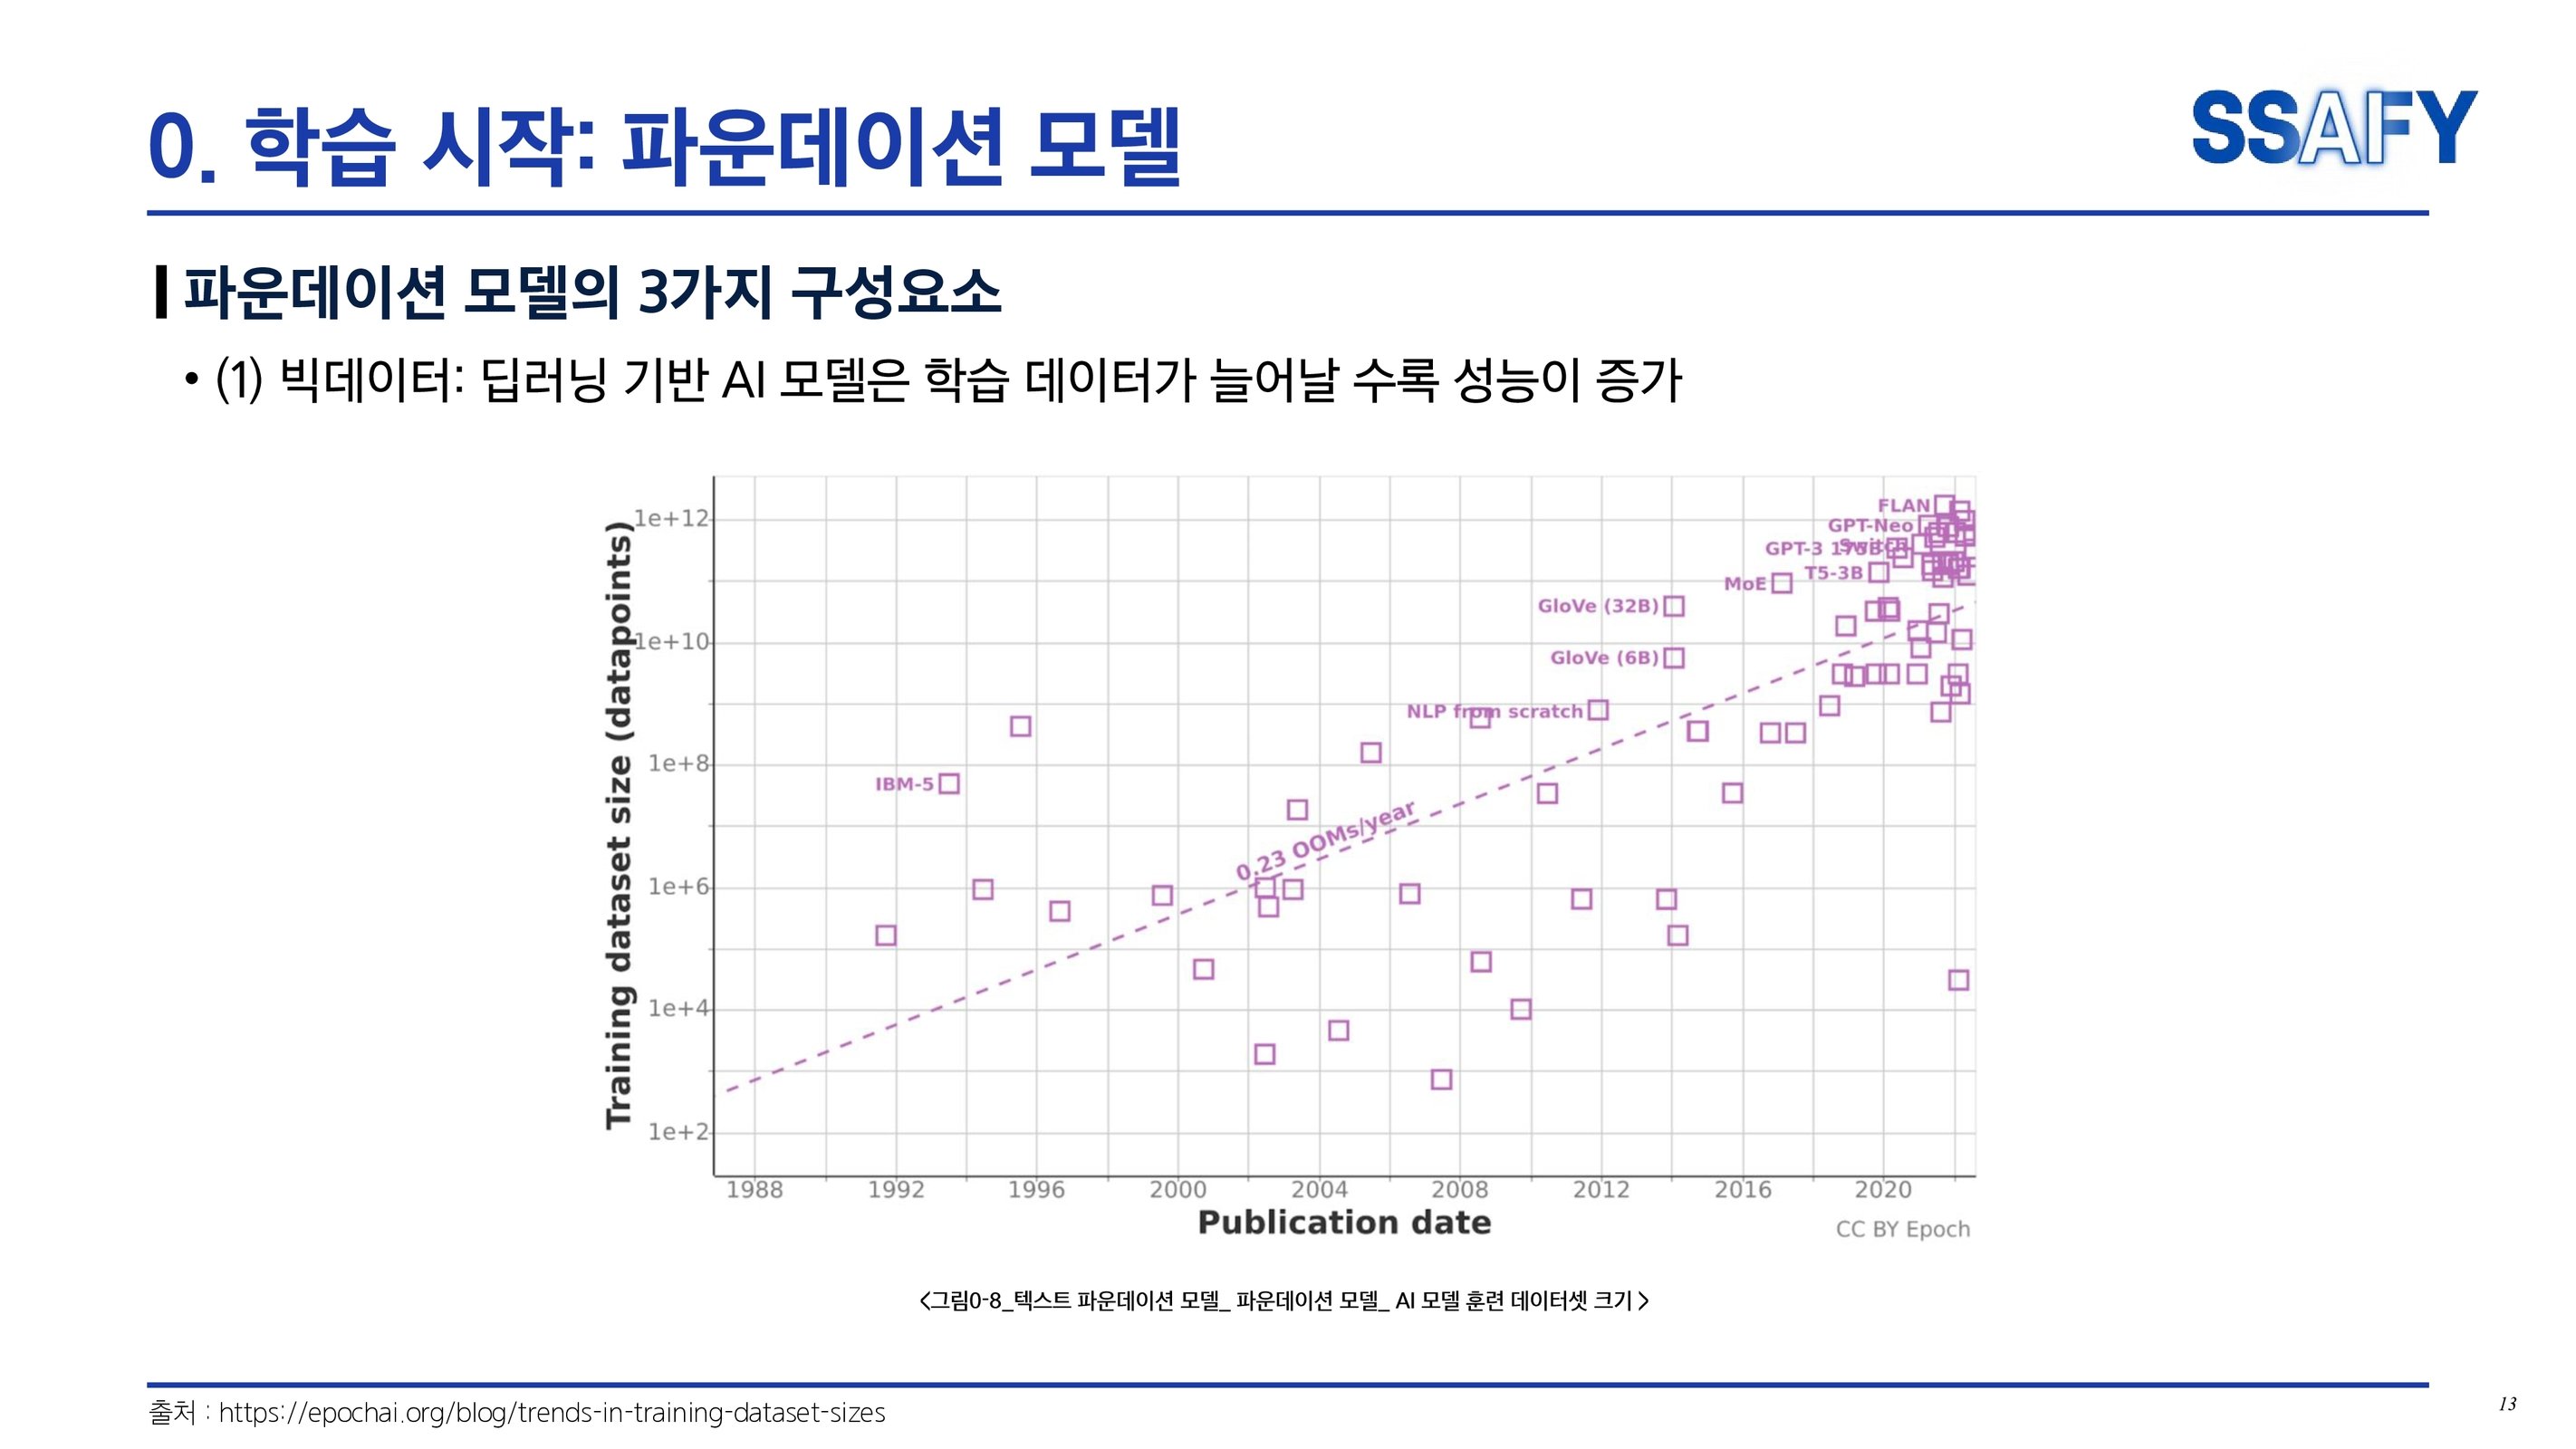 0. 학습 시작: 파운데이션 모델
SSAFY
파운데이션 모델의 3가지 구성요소
• (1) 빅데이터: 딥러닝 기반 AI 모델은 학습 데이터가 늘어날 수록 성능이 증가
Training dataset size (datapoints)
1e+12
1e+10
1e+8
1e+6
1e+4
1e+2
FLAN
GPT-Neo
Switch
GPT-3 175B
T5-3B
MoE
GloVe (32B)
GloVe (6B)
NLP from scratch
IBM-5
0.23 OOMs/year
1988 1992 1996 2000 2004 2008 2012 2016 2020
Publication date
CC BY Epoch
<그림0-8_텍스트 파운데이션 모델_ 파운데이션 모델_ AI 모델 훈련 데이터셋 크기 >
출처 : https://epochai.org/blog/trends-in-training-dataset-sizes
13